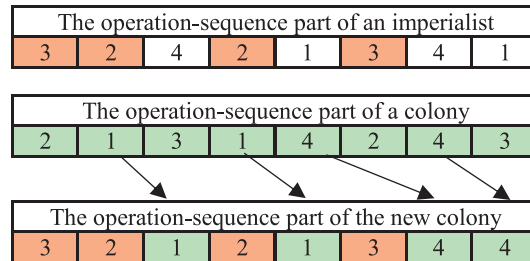 The operation-sequence part of an imperialist
3 2 4 2 1 3 4 1
The operation-sequence part of a colony
2 1 3 1 4 2 4 3
The operation-sequence part of the new colony
3 2 1 2 1 3 4 4